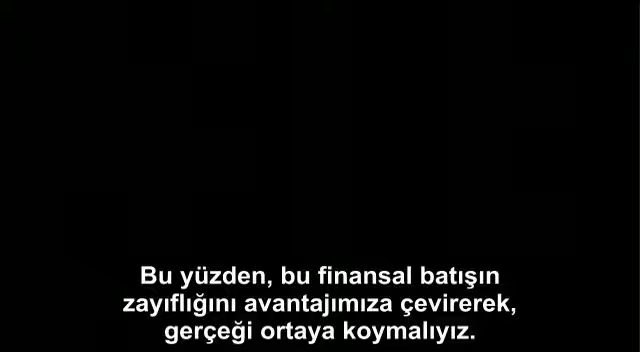 Bu yüzden, bu finansal batışın
zayıflığını avantajımıza çevirerek,
gerçeği ortaya koymalıyız.